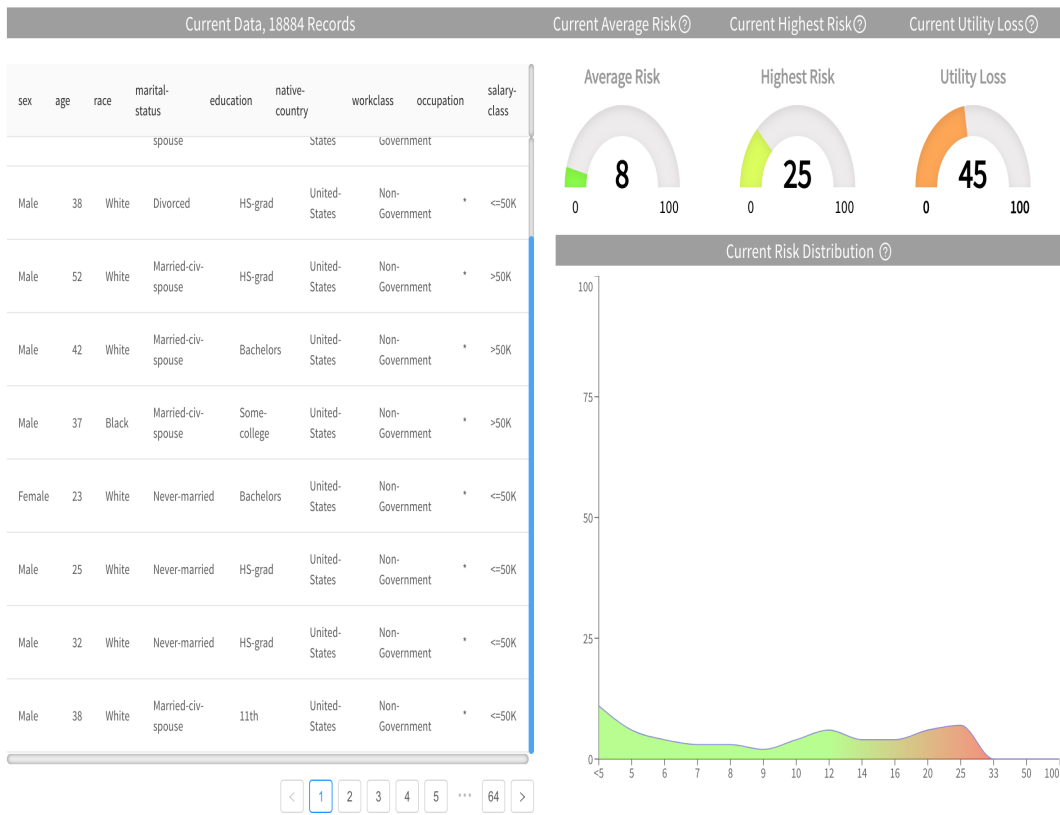 Current Data, 18884 Records
Current Average Risk?
Current Highest Risk?
Current Utility Loss?
sex age race marital-status education native-country workclass occupation salary-class
spouse States Government
Male 38 White Divorced HS-grad United-States Non-Government * <=50K
Male 52 White Married-civ-spouse HS-grad United-States Non-Government * >50K
Male 42 White Married-civ-spouse Bachelors United-States Non-Government * >50K
Male 37 Black Married-civ-spouse Some-college United-States Non-Government * >50K
Female 23 White Never-married Bachelors United-States Non-Government * <=50K
Male 25 White Never-married HS-grad United-States Non-Government * <=50K
Male 32 White Never-married HS-grad United-States Non-Government * <=50K
Male 38 White Married-civ-spouse 11th United-States Non-Government * <=50K
< 1 2 3 4 5 ••• 64 >
Average Risk
8
0 100
Highest Risk
25
0 100
Utility Loss
45
0 100
Current Risk Distribution ?
100
75
50
25
0
<5 5 6 7 8 9 10 12 14 16 20 25 33 50 100